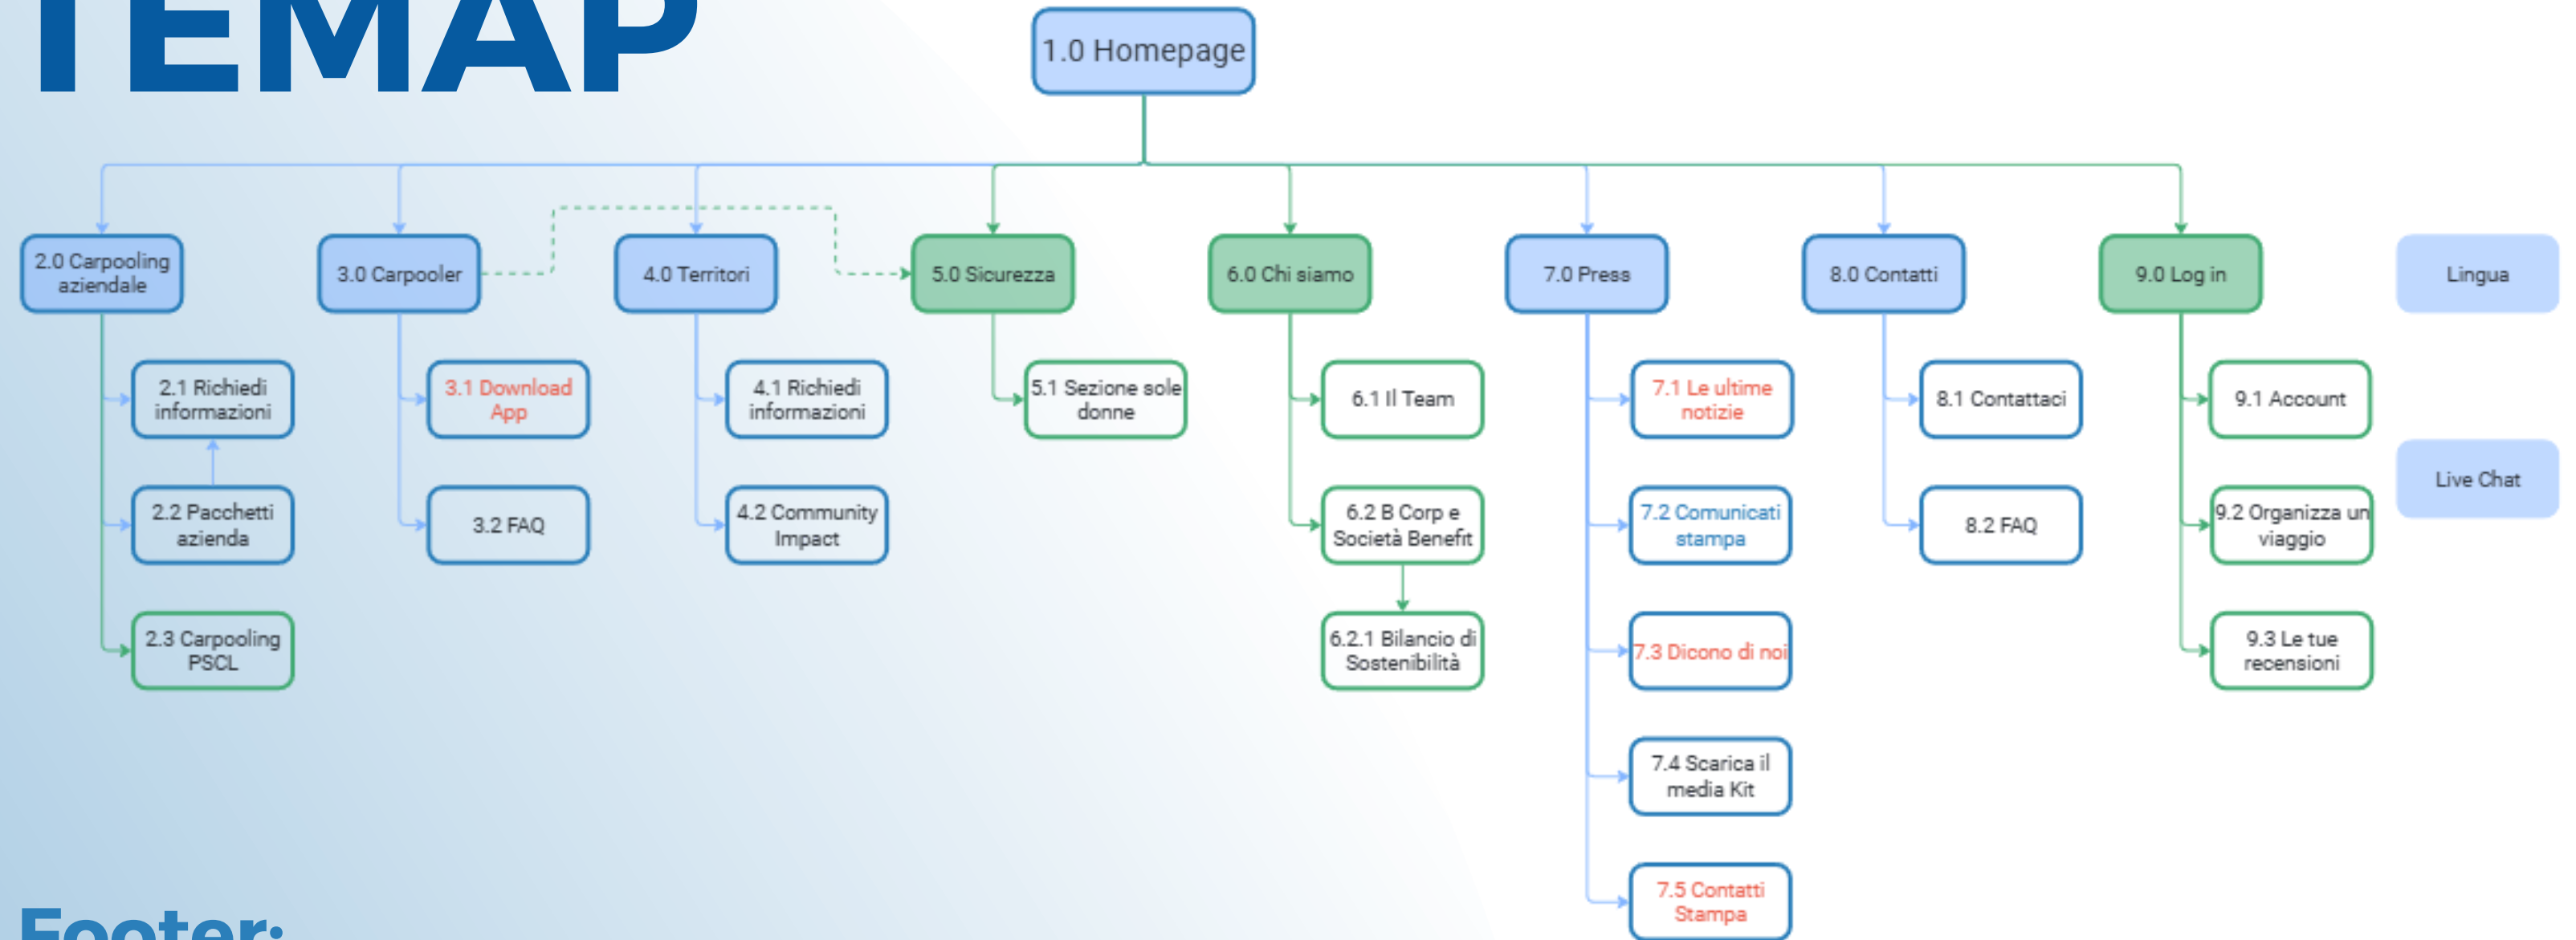 TEMAP
1.0 Homepage
2.0 Carpooling
aziendale
3.0 Carpooler
4.0 Territori
5.0 Sicurezza
6.0 Chi siamo
7.0 Press
8.0 Contatti
9.0 Log in
Lingua
2.1 Richiedi
informazioni
3.1 Download
App
4.1 Richiedi
informazioni
5.1 Sezione sole
donne
6.1 Il Team
7.1 Le ultime
notizie
8.1 Contattaci
9.1 Account
Live Chat
2.2 Pacchetti
azienda
3.2 FAQ
4.2 Community
Impact
6.2 B Corp e
Società Benefit
7.2 Comunicati
stampa
8.2 FAQ
9.2 Organizza un
viaggio
2.3 Carpooling
PSCL
6.2.1 Bilancio di
Sostenibilità
7.3 Dicono di noi
9.3 Le tue
recensioni
7.4 Scarica il
media Kit
7.5 Contatti
Stampa
Footer: